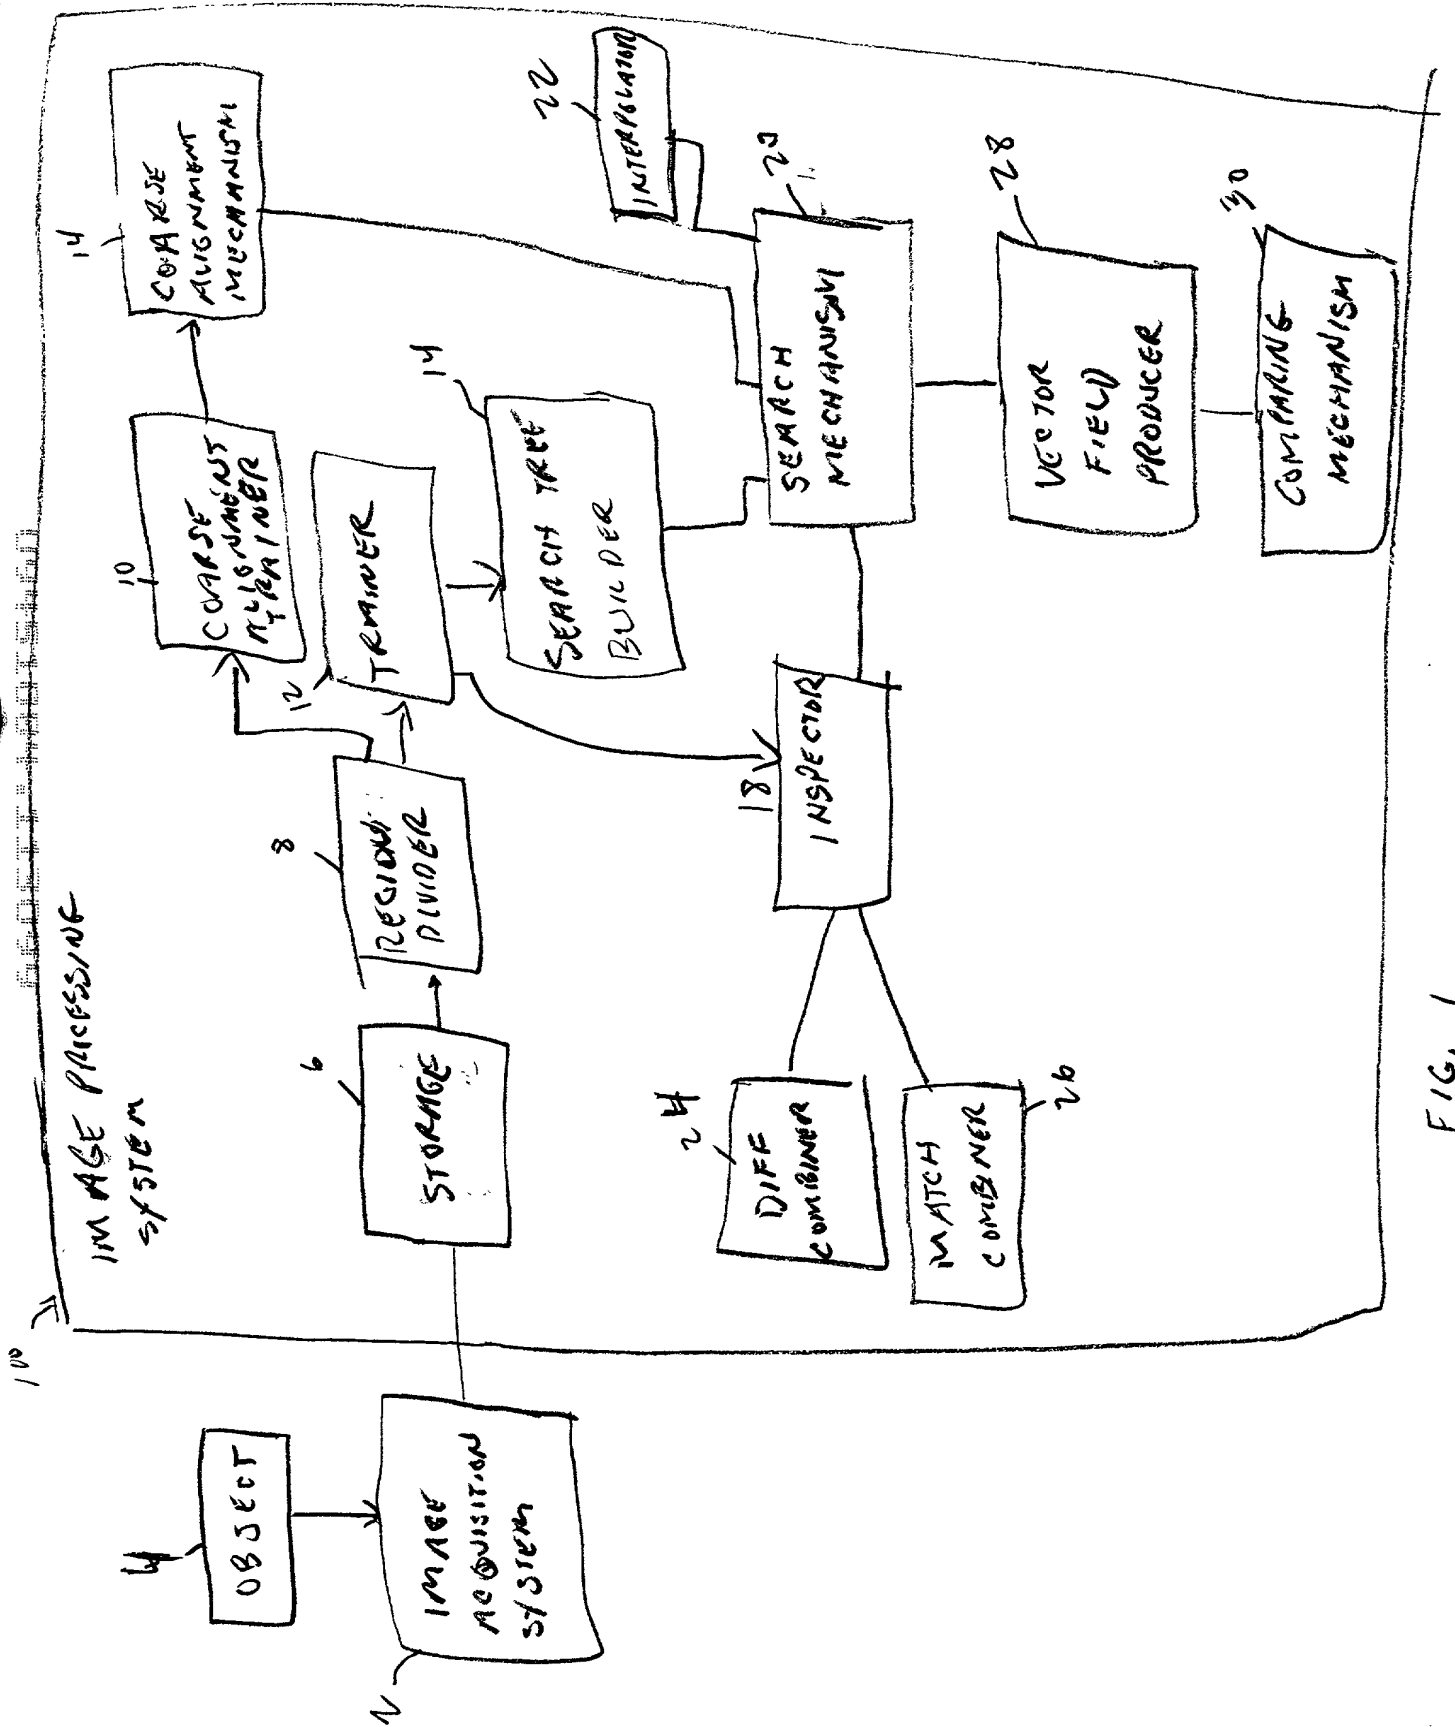 100
IMAGE PROCESSING
SYSTEM
4
OBJECT
2
IMAGE
ACQUISITION
SYSTEM
6
STORAGE
8
REGION
DIVIDER
10
COARSE
ALIGNMENT
TRAINER
14
COARSE
ALIGNMENT
MECHANISM
12
TRAINER
14
SEARCH TREE
BUILDER
22
INTERPOLATOR
20
SEARCH
MECHANISM
18
INSPECTOR
24
DIFF
COMBINER
MATCH
COMBINER
26
28
VECTOR
FIELD
PRODUCER
30
COMPARING
MECHANISM
FIG. 1